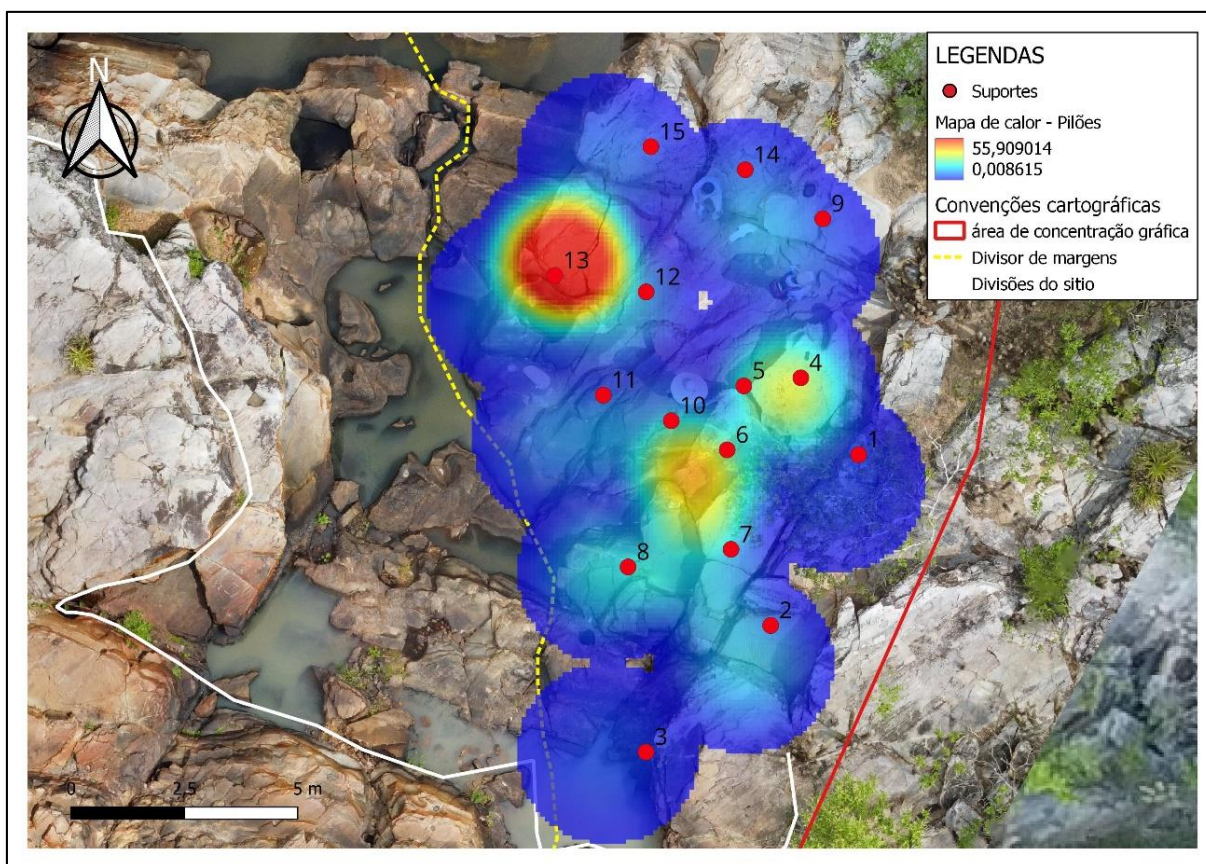 N
LEGENDAS
Suportes
Mapa de calor - Pilões
55,909014
0,008615
Convenções cartográficas
área de concentração gráfica
Divisor de margens
Divisões do sitio
15
14
9
13
12
5
4
11
10
6
1
7
8
2
3
0 2,5 5 m